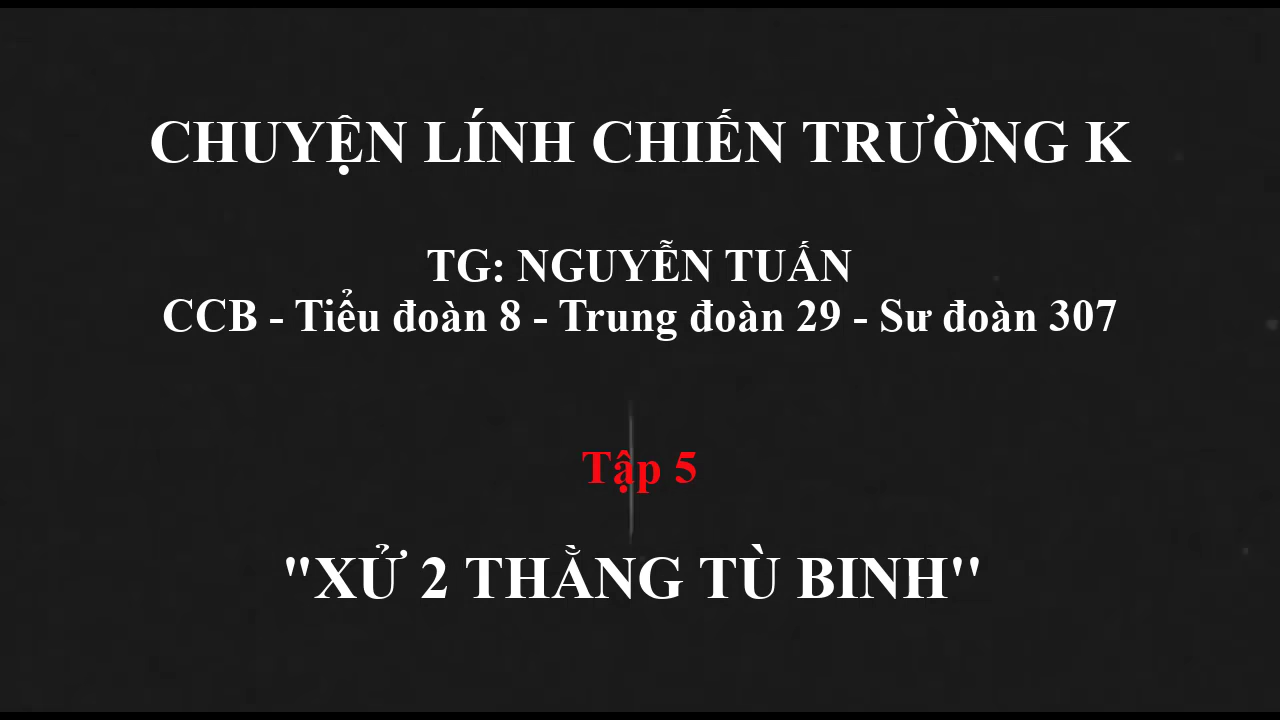 CHUYỆN LÍNH CHIẾN TRƯỜNG K
TG: NGUYỄN TUẤN
CCB - Tiểu đoàn 8 - Trung đoàn 29 - Sư đoàn 307
Tập 5
"XỬ 2 THẰNG TÙ BINH''